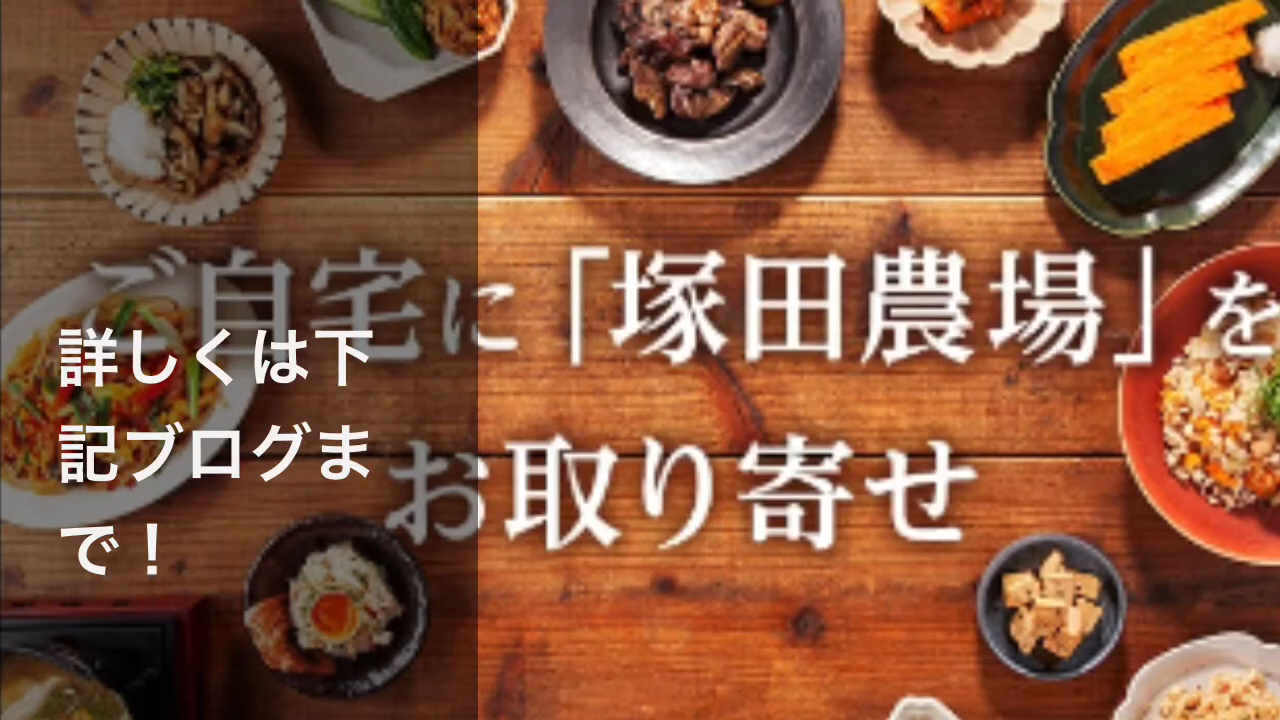 ご自宅に「塚田農場」を
お取り寄せ
詳しくは下
記ブログま
で！